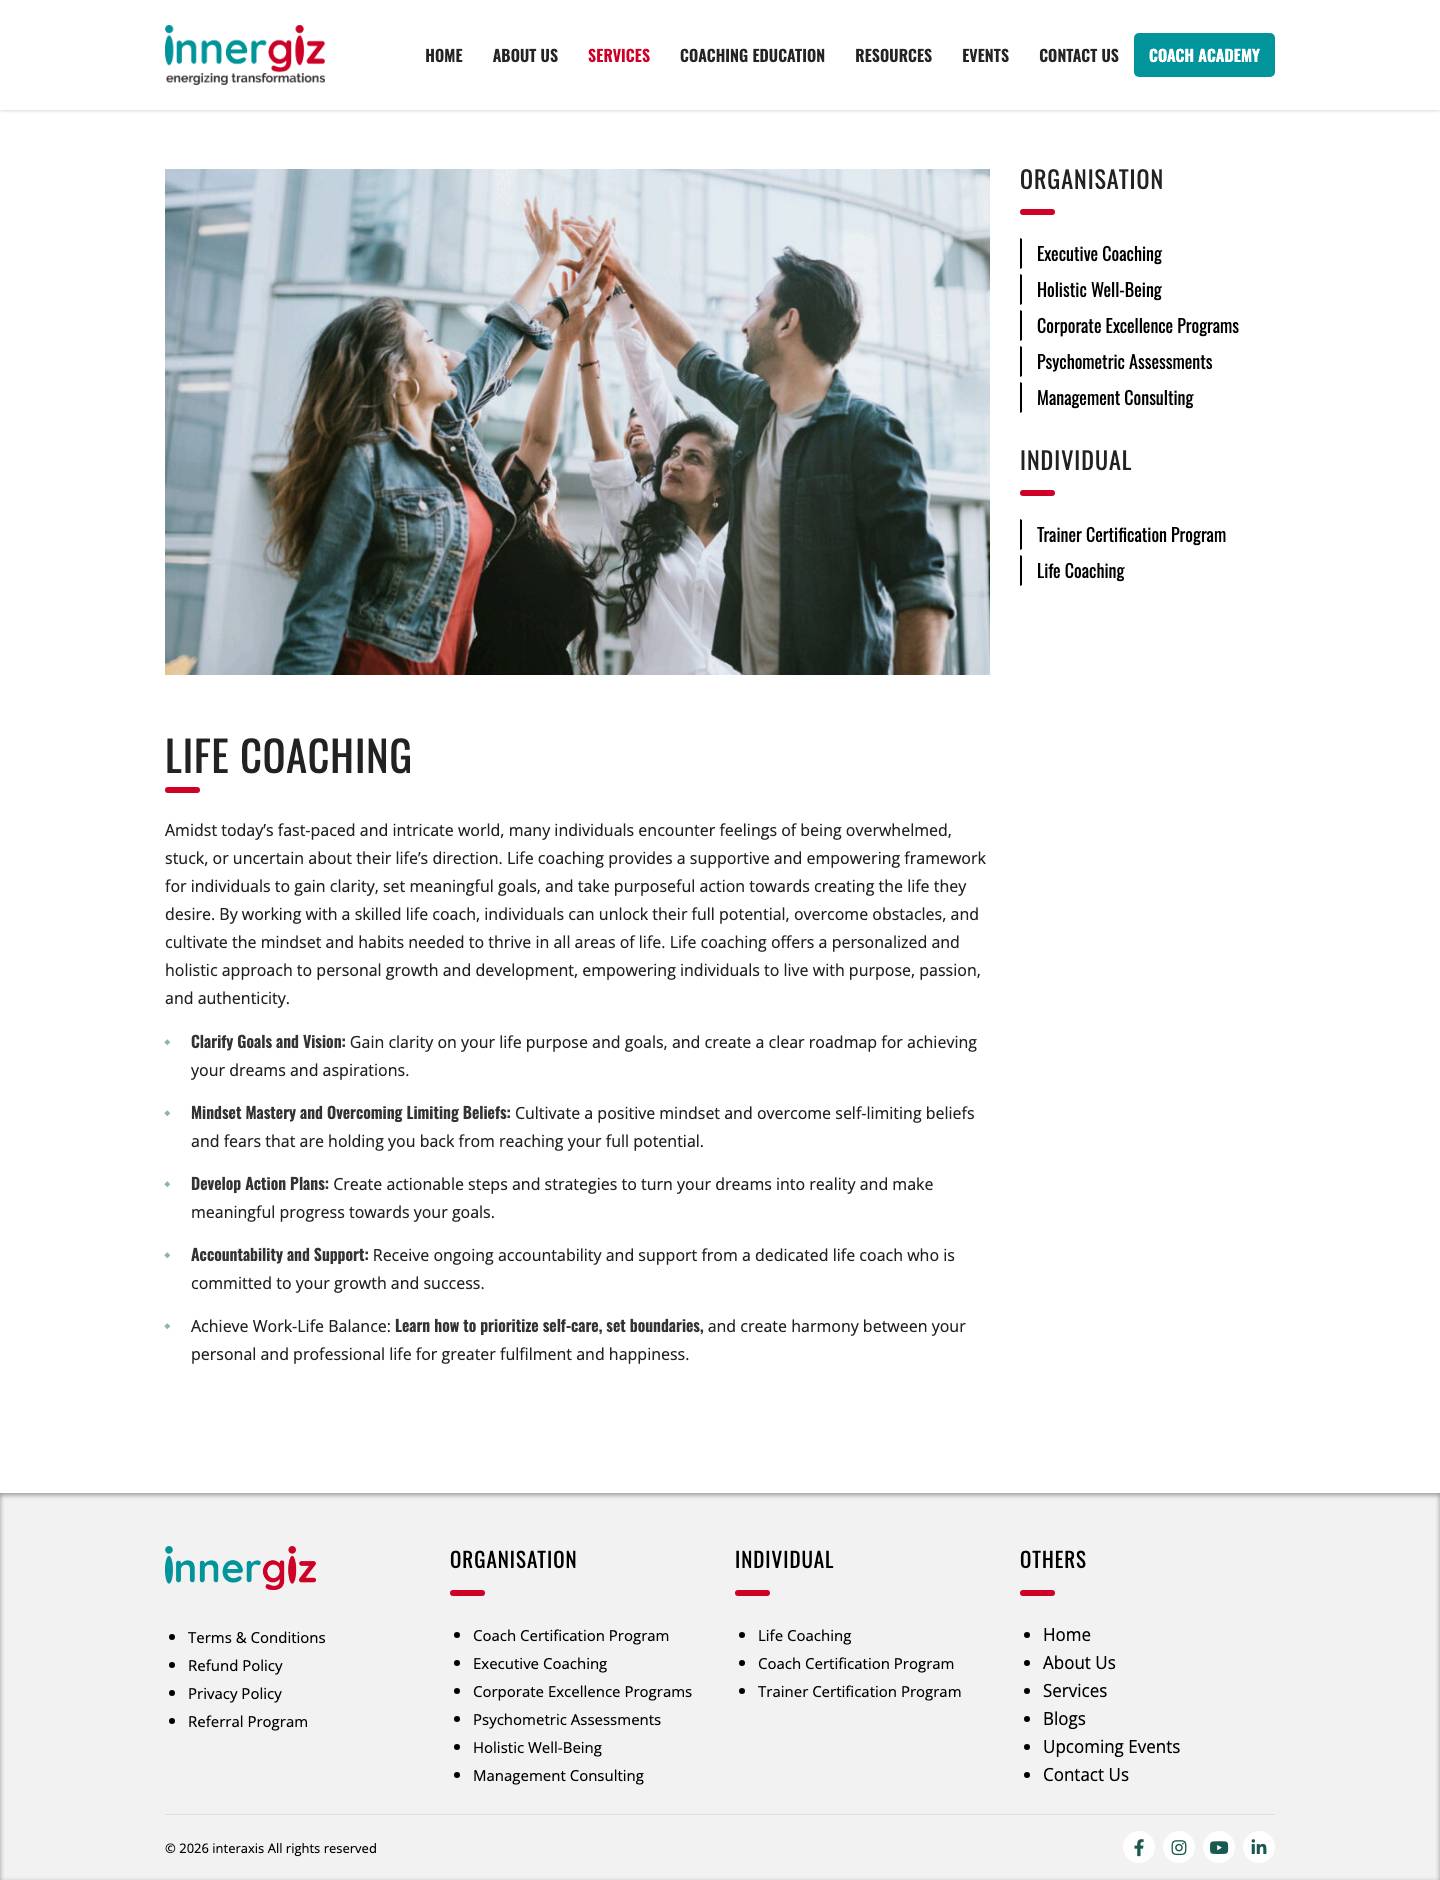 innergiz
energizing transformations
HOME
ABOUT US
SERVICES
COACHING EDUCATION
RESOURCES
EVENTS
CONTACT US
COACH ACADEMY
ORGANISATION
Executive Coaching
Holistic Well-Being
Corporate Excellence Programs
Psychometric Assessments
Management Consulting
INDIVIDUAL
Trainer Certification Program
Life Coaching
LIFE COACHING
Amidst today’s fast-paced and intricate world, many individuals encounter feelings of being overwhelmed,
stuck, or uncertain about their life’s direction. Life coaching provides a supportive and empowering framework
for individuals to gain clarity, set meaningful goals, and take purposeful action towards creating the life they
desire. By working with a skilled life coach, individuals can unlock their full potential, overcome obstacles, and
cultivate the mindset and habits needed to thrive in all areas of life. Life coaching offers a personalized and
holistic approach to personal growth and development, empowering individuals to live with purpose, passion,
and authenticity.
Clarify Goals and Vision: Gain clarity on your life purpose and goals, and create a clear roadmap for achieving
your dreams and aspirations.
Mindset Mastery and Overcoming Limiting Beliefs: Cultivate a positive mindset and overcome self-limiting beliefs
and fears that are holding you back from reaching your full potential.
Develop Action Plans: Create actionable steps and strategies to turn your dreams into reality and make
meaningful progress towards your goals.
Accountability and Support: Receive ongoing accountability and support from a dedicated life coach who is
committed to your growth and success.
Achieve Work-Life Balance: Learn how to prioritize self-care, set boundaries, and create harmony between your
personal and professional life for greater fulfilment and happiness.
innergiz
Terms & Conditions
Refund Policy
Privacy Policy
Referral Program
ORGANISATION
Coach Certification Program
Executive Coaching
Corporate Excellence Programs
Psychometric Assessments
Holistic Well-Being
Management Consulting
INDIVIDUAL
Life Coaching
Coach Certification Program
Trainer Certification Program
OTHERS
Home
About Us
Services
Blogs
Upcoming Events
Contact Us
© 2026 interaxis All rights reserved